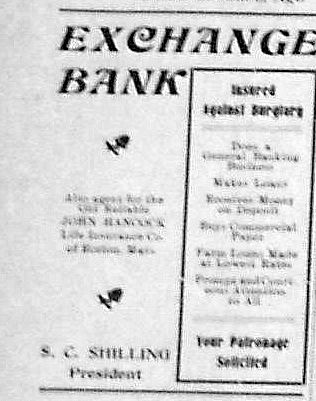 EXCHANGE
BANK
Also agent for the
Old Reliable
JOHN HANCOCK
Life Insurance Co.
of Boston, Mass.
S. C. SHILLING
President
Insured
Against Burglary
Does a
General Banking
Business
Makes Loans
Receives Money
on Deposit
Buys Commercial
Paper
Farm Loans Made
at Lowest Rates
Prompt and Court-
eous Attention
to All
Your Patronage
Solicited